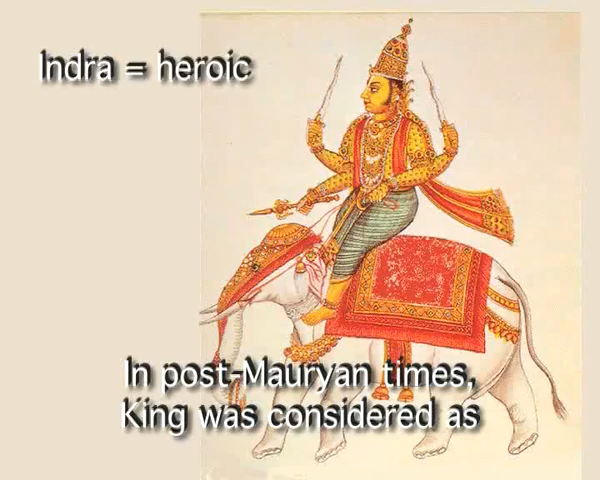 Indra = heroic
In post-Mauryan times,
King was considered as